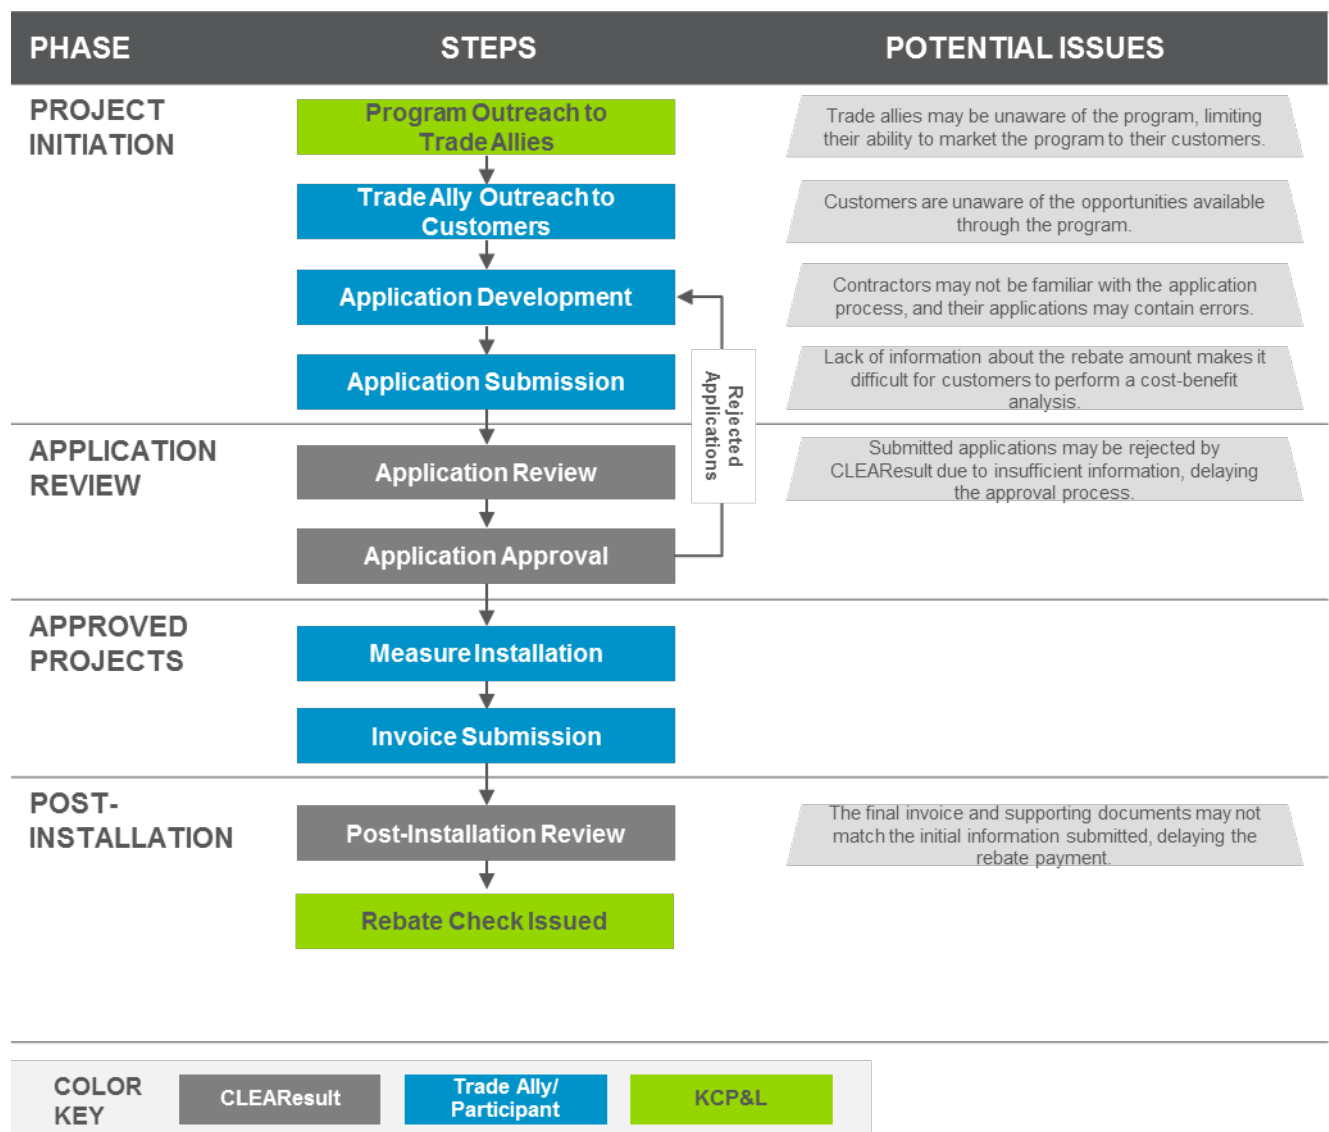 PHASE
STEPS
POTENTIAL ISSUES
PROJECT
INITIATION
Program Outreach to
Trade Allies
Trade allies may be unaware of the program, limiting
their ability to market the program to their customers.
Trade Ally Outreach to
Customers
Customers are unaware of the opportunities available
through the program.
Application Development
Contractors may not be familiar with the application
process, and their applications may contain errors.
Application Submission
Lack of information about the rebate amount makes it
difficult for customers to perform a cost-benefit
analysis.
Rejected
Applications
APPLICATION
REVIEW
Application Review
Submitted applications may be rejected by
CLEAResult due to insufficient information, delaying
the approval process.
Application Approval
APPROVED
PROJECTS
Measure Installation
Invoice Submission
POST-
INSTALLATION
Post-Installation Review
The final invoice and supporting documents may not
match the initial information submitted, delaying the
rebate payment.
Rebate Check Issued
COLOR
KEY
CLEAResult
Trade Ally/
Participant
KCP&L